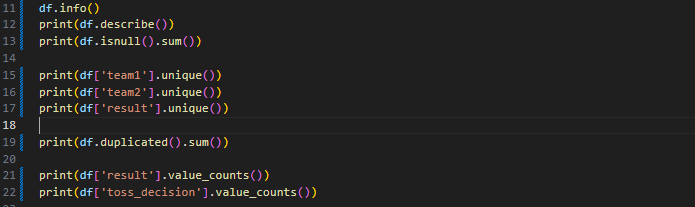 11 df.info()
12 print(df.describe())
13 print(df.isnull().sum())
14
15 print(df['team1'].unique())
16 print(df['team2'].unique())
17 print(df['result'].unique())
18
19 print(df.duplicated().sum())
20
21 print(df['result'].value_counts())
22 print(df['toss_decision'].value_counts())